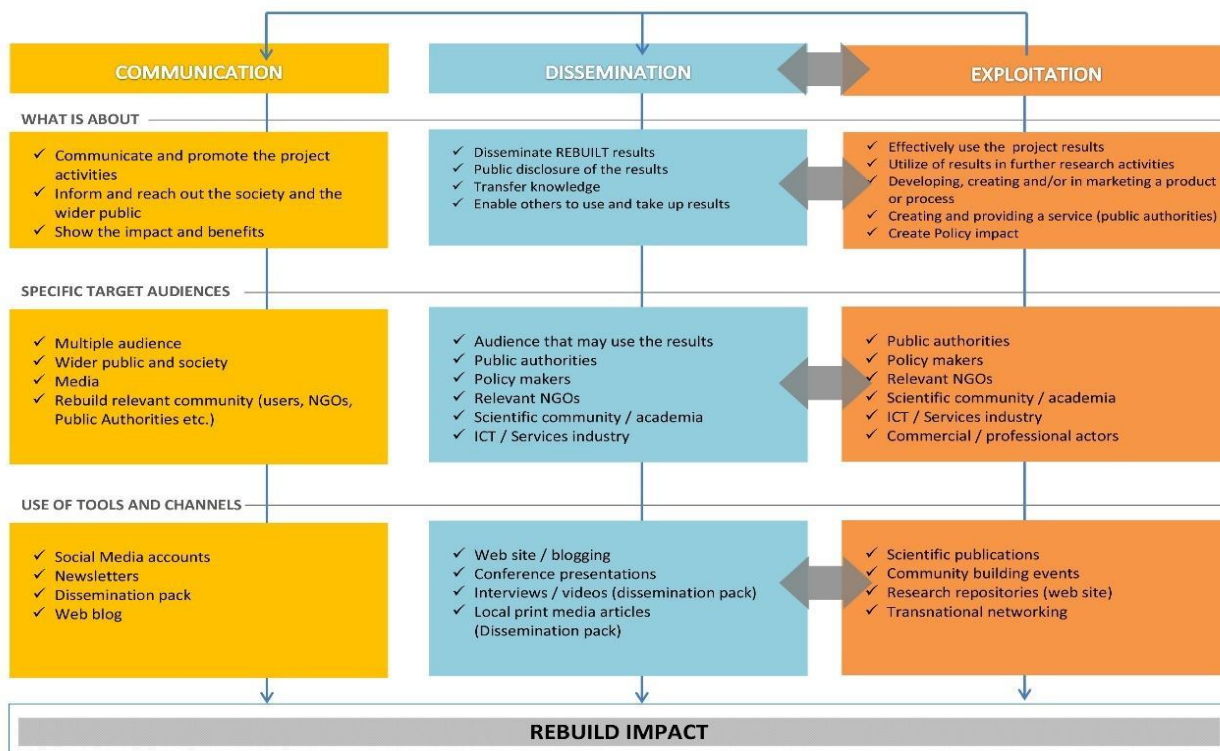 COMMUNICATION
DISSEMINATION
EXPLOITATION
WHAT IS ABOUT
✓ Communicate and promote the project
activities
✓ Inform and reach out the society and the
wider public
✓ Show the impact and benefits
✓ Disseminate REBUILT results
✓ Public disclosure of the results
✓ Transfer knowledge
✓ Enable others to use and take up results
✓ Effectively use the project results
✓ Utilize of results in further research activities
✓ Developing, creating and/or in marketing a product
or process
✓ Creating and providing a service (public authorities)
✓ Create Policy impact
SPECIFIC TARGET AUDIENCES
✓ Multiple audience
✓ Wider public and society
✓ Media
✓ Rebuild relevant community (users, NGOs,
Public Authorities etc.)
✓ Audience that may use the results
✓ Public authorities
✓ Policy makers
✓ Relevant NGOs
✓ Scientific community / academia
✓ ICT / Services industry
✓ Public authorities
✓ Policy makers
✓ Relevant NGOs
✓ Scientific community / academia
✓ ICT / Services industry
✓ Commercial / professional actors
USE OF TOOLS AND CHANNELS
✓ Social Media accounts
✓ Newsletters
✓ Dissemination pack
✓ Web blog
✓ Web site / blogging
✓ Conference presentations
✓ Interviews / videos (dissemination pack)
✓ Local print media articles
(Dissemination pack)
✓ Scientific publications
✓ Community building events
✓ Research repositories (web site)
✓ Transnational networking
REBUILD IMPACT